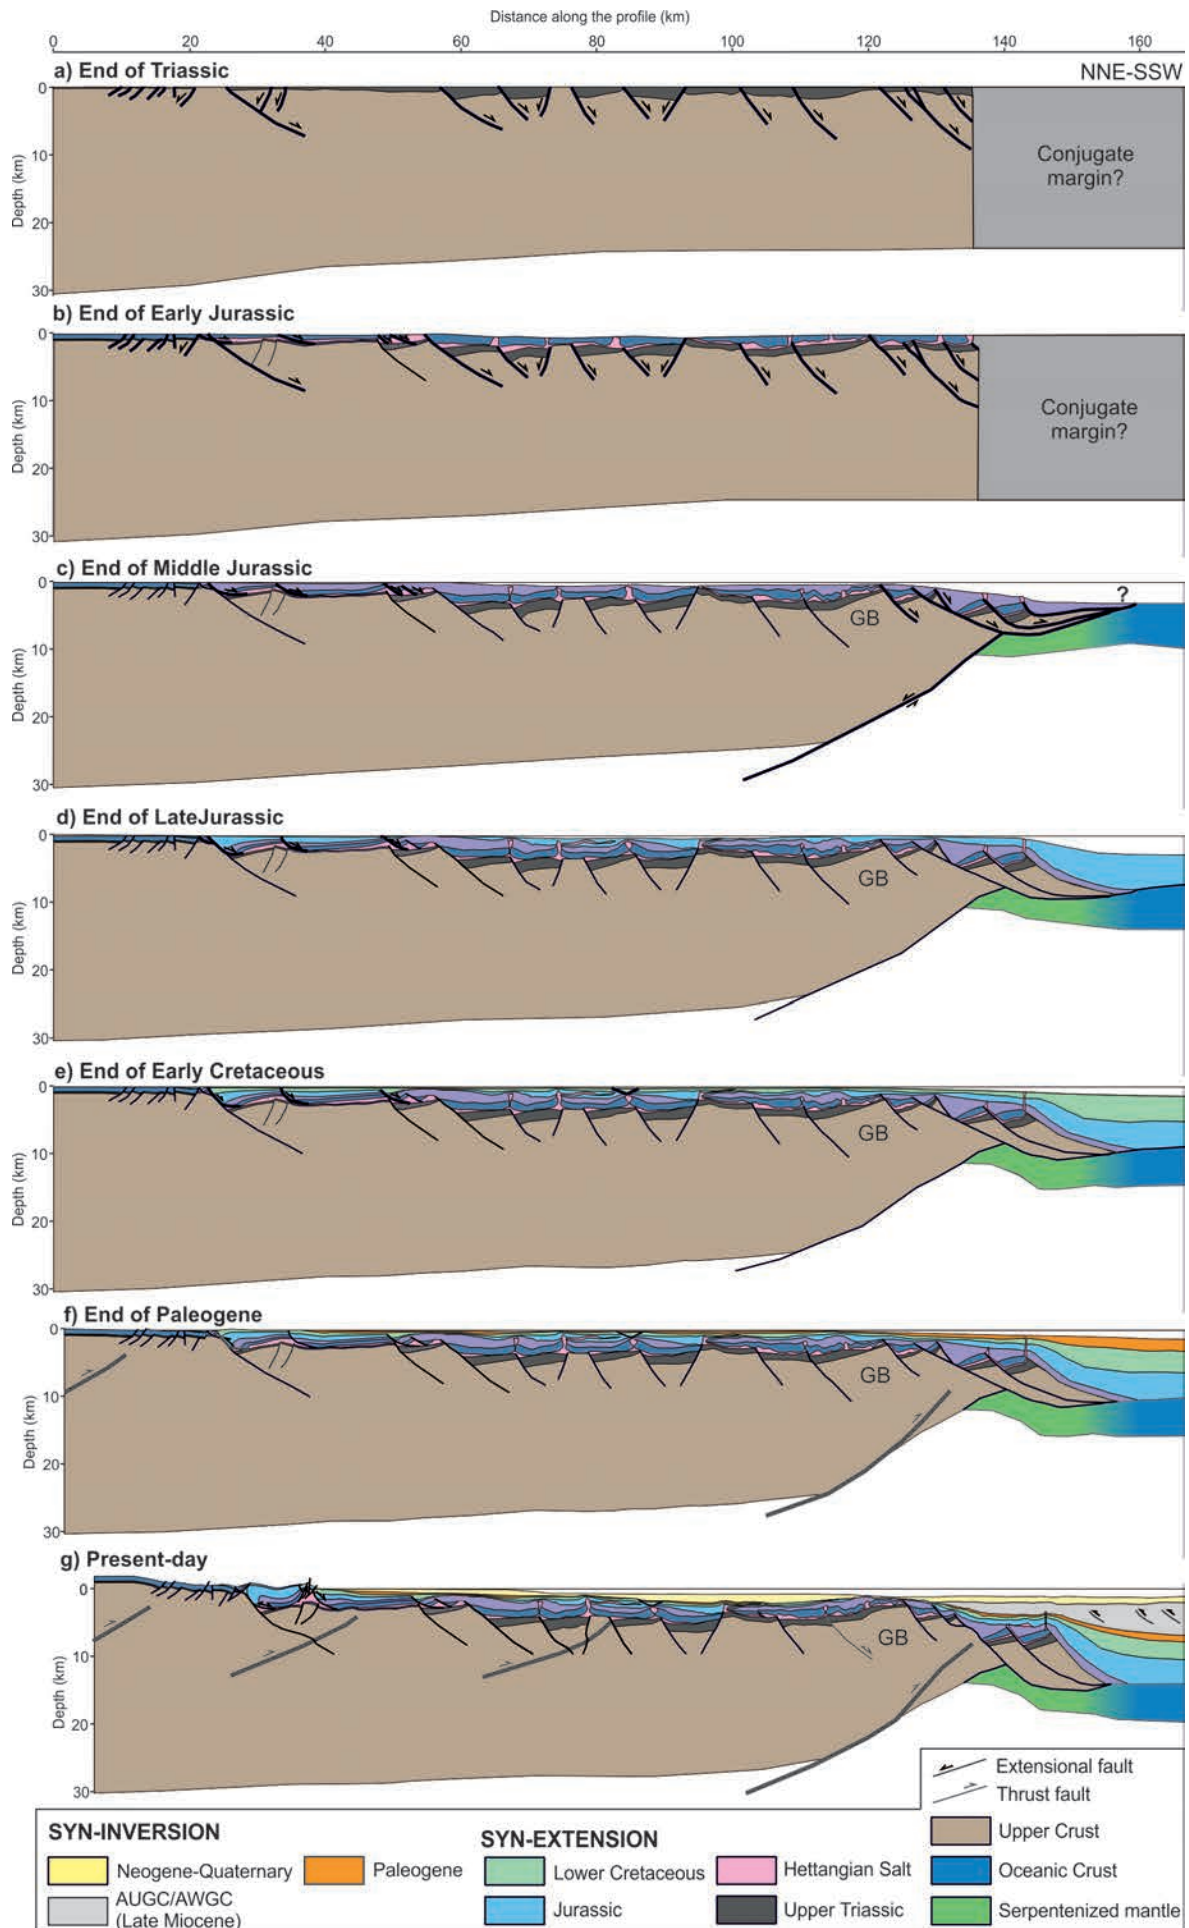 Distance along the profile (km)
0 20 40 60 80 100 120 140 160
a) End of Triassic
NNE-SSW
0
10
20
30
Depth (km)
Conjugate
margin?
b) End of Early Jurassic
0
10
20
30
Depth (km)
Conjugate
margin?
c) End of Middle Jurassic
0
10
20
30
Depth (km)
GB
?
d) End of LateJurassic
0
10
20
30
Depth (km)
GB
e) End of Early Cretaceous
0
10
20
30
Depth (km)
GB
f) End of Paleogene
0
10
20
30
Depth (km)
GB
g) Present-day
0
10
20
30
Depth (km)
GB
Extensional fault
Thrust fault
SYN-INVERSION
Neogene-Quaternary
Paleogene
AUGC/AWGC
(Late Miocene)
SYN-EXTENSION
Lower Cretaceous
Hettangian Salt
Jurassic
Upper Triassic
Upper Crust
Oceanic Crust
Serpentenized mantle